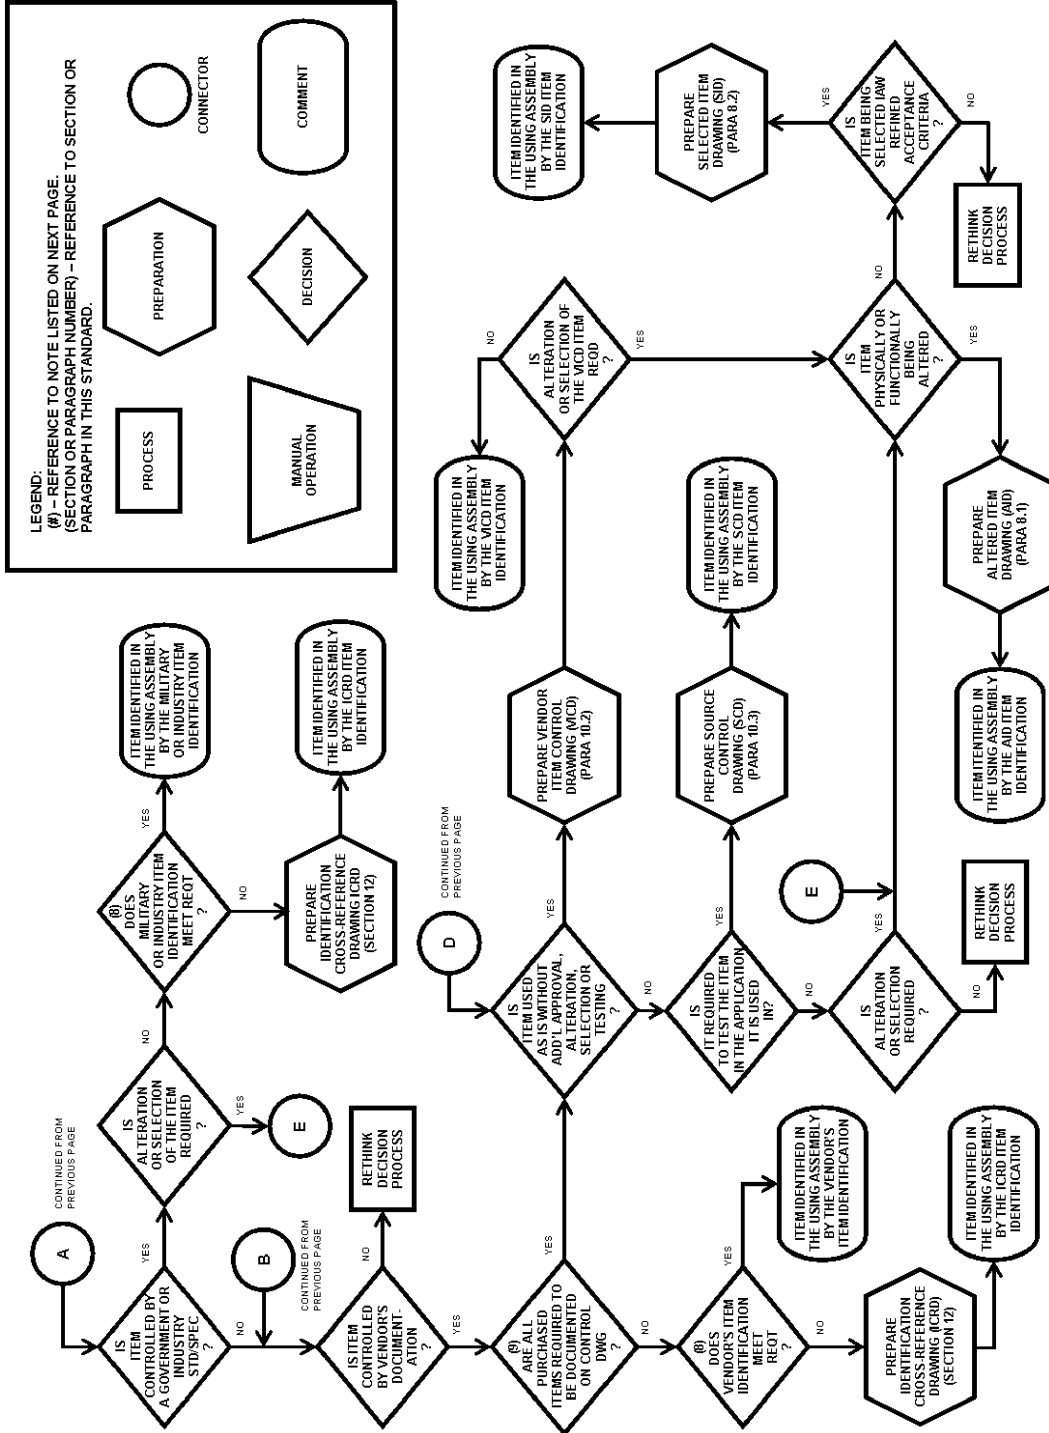 LEGEND:
(#) – REFERENCE TO NOTE LISTED ON NEXT PAGE.
(SECTION OR PARAGRAPH NUMBER) – REFERENCE TO SECTION OR
PARAGRAPH IN THIS STANDARD.
PROCESS
PREPARATION
CONNECTOR
MANUAL
OPERATION
DECISION
COMMENT
A
CONTINUED FROM
PREVIOUS PAGE
IS
ITEM
CONTROLLED BY
A GOVERNMENT OR
INDUSTRY
STD/SPEC
?
YES
NO
IS
ALTERATION
OR SELECTION
OF THE ITEM
REQUIRED
?
NO
YES
E
(8)
DOES
MILITARY
OR INDUSTRY ITEM
IDENTIFICATION
MEET REQT
?
YES
NO
ITEM IDENTIFIED IN
THE USING ASSEMBLY
BY THE MILITARY
OR INDUSTRY ITEM
IDENTIFICATION
PREPARE
IDENTIFICATION
CROSS-REFERENCE
DRAWING ICRD
(SECTION 12)
ITEM IDENTIFIED IN
THE USING ASSEMBLY
BY THE ICRD ITEM
IDENTIFICATION
B
CONTINUED FROM
PREVIOUS PAGE
IS ITEM
CONTROLLED
BY VENDOR'S
DOCUMENT-
ATION
?
NO
YES
RETHINK
DECISION
PROCESS
(9)
ARE ALL
PURCHASED
ITEMS REQUIRED TO
BE DOCUMENTED
ON CONTROL
DWG
?
YES
NO
D
CONTINUED FROM
PREVIOUS PAGE
IS
ITEM USED
AS IS WITHOUT
ADD'L APPROVAL,
ALTERATION,
SELECTION OR
TESTING
?
YES
NO
PREPARE VENDOR
ITEM CONTROL
DRAWING (VICD)
(PARA 10.2)
IS
ALTERATION
OR SELECTION OF
THE VICD ITEM
REQD
?
NO
YES
ITEM IDENTIFIED IN
THE USING ASSEMBLY
BY THE VICD ITEM
IDENTIFICATION
IS
IT REQUIRED
TO TEST THE ITEM
IN THE APPLICATION
IT IS USED
IN?
YES
NO
PREPARE SOURCE
CONTROL
DRAWING (SCD)
(PARA 10.3)
ITEM IDENTIFIED IN
THE USING ASSEMBLY
BY THE SCD ITEM
IDENTIFICATION
(8)
DOES
VENDOR'S ITEM
IDENTIFICATION
MEET
REQT
?
YES
NO
ITEM IDENTIFIED IN
THE USING ASSEMBLY
BY THE VENDOR'S
ITEM IDENTIFICATION
PREPARE
IDENTIFICATION
CROSS-REFERENCE
DRAWING (ICRD)
(SECTION 12)
ITEM IDENTIFIED IN
THE USING ASSEMBLY
BY THE ICRD ITEM
IDENTIFICATION
E
IS
ALTERATION
OR SELECTION
REQUIRED
?
YES
NO
RETHINK
DECISION
PROCESS
IS
ITEM
PHYSICALLY OR
FUNCTIONALLY
BEING
ALTERED
?
NO
YES
PREPARE
ALTERED ITEM
DRAWING (AID)
(PARA 8.1)
ITEM ITENTIFIED IN
THE USING ASSEMBLY
BY THE AID ITEM
IDENTIFICATION
IS
ITEM BEING
SELECTED IAW
REFINED
ACCEPTANCE
CRITERIA
?
YES
NO
RETHINK
DECISION
PROCESS
PREPARE
SELECTED ITEM
DRAWING (SID)
(PARA 8.2)
ITEM IDENTIFIED IN
THE USING ASSEMBLY
BY THE SID ITEM
IDENTIFICATION